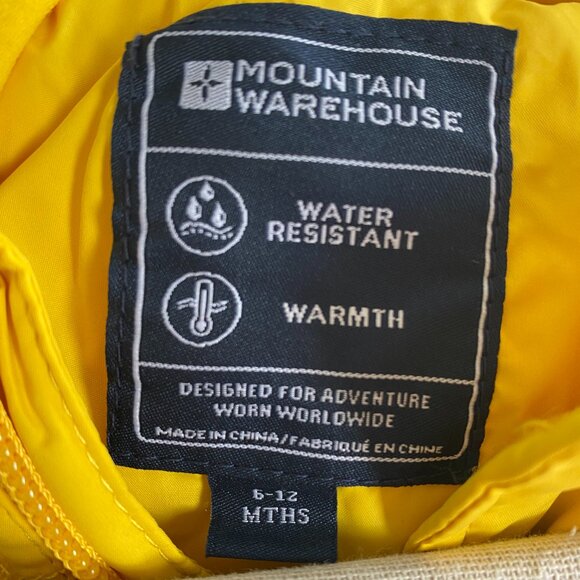 MOUNTAIN
WAREHOUSE
WATER
RESISTANT
WARMTH
DESIGNED FOR ADVENTURE
WORN WORLDWIDE
MADE IN CHINA/FABRIQUÉ EN CHINE
6-12
MTHS